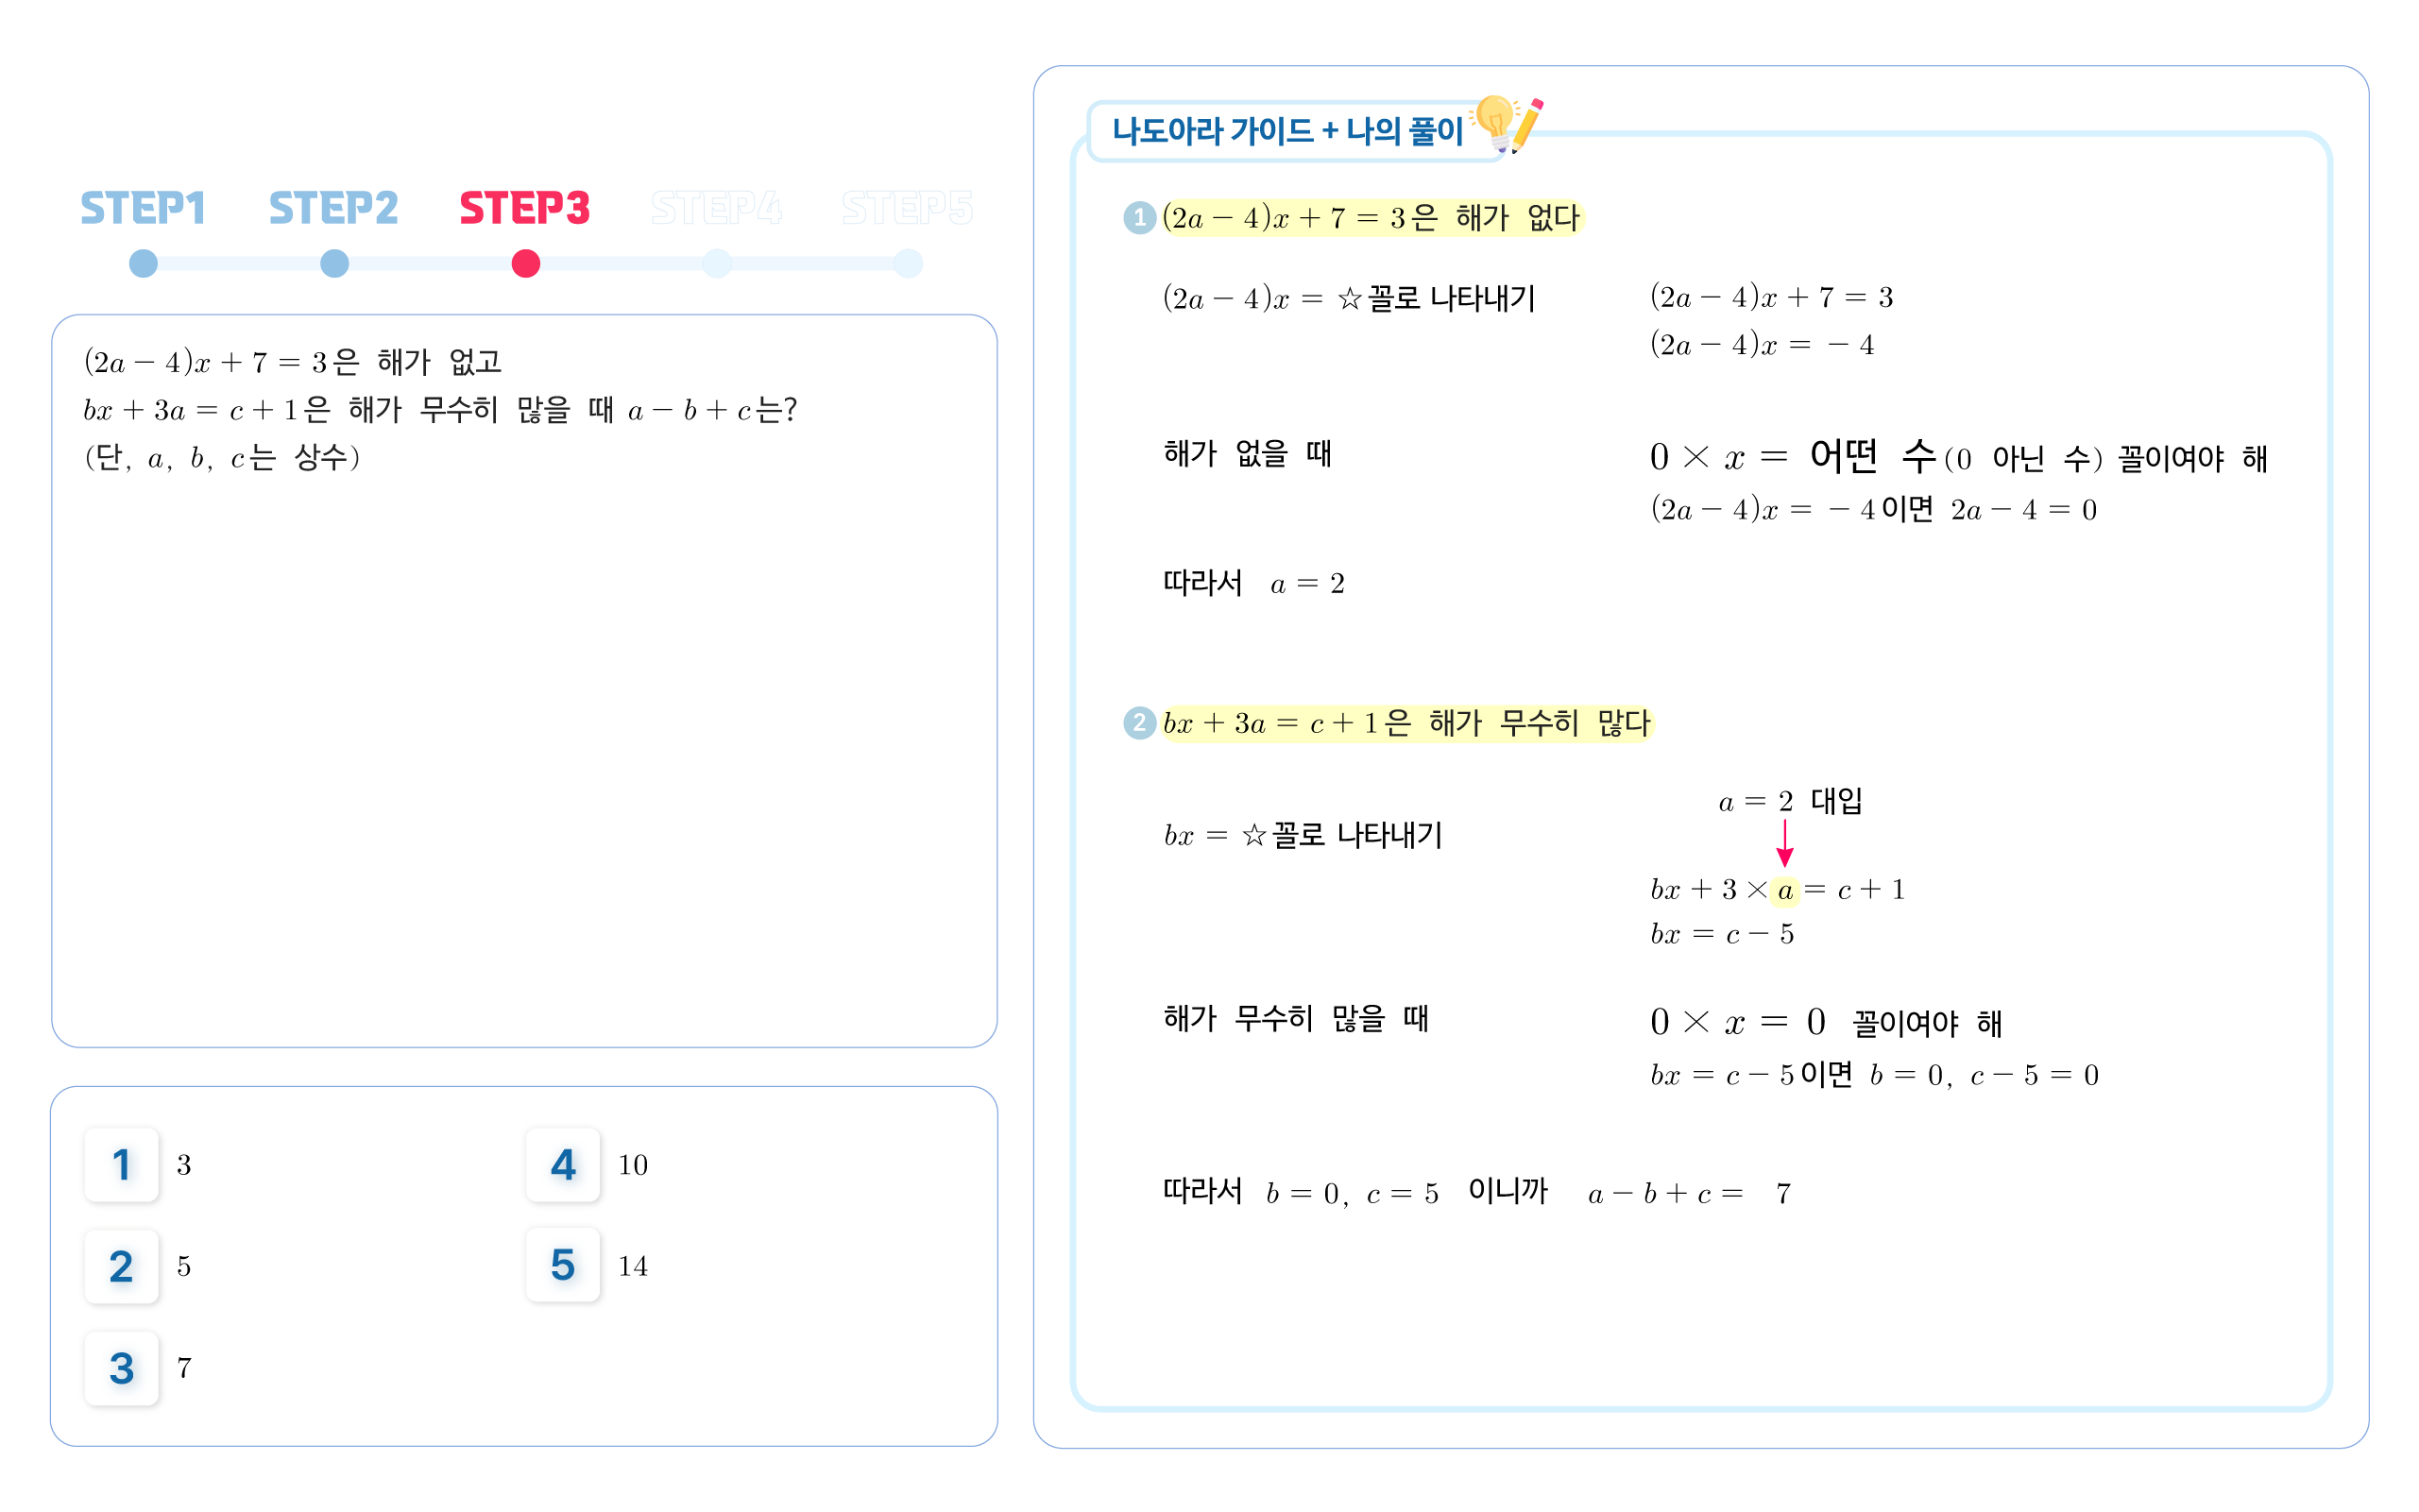 STEP1 STEP2 STEP3 STEP4 STEP5
(2a − 4)x + 7 = 3은 해가 없고
bx + 3a = c + 1은 해가 무수히 많을 때 a − b + c는?
(단, a, b, c는 상수)
1 3
2 5
3 7
4 10
5 14
나도아라 가이드 + 나의 풀이
1 (2a − 4)x + 7 = 3은 해가 없다
(2a − 4)x = ☆꼴로 나타내기
(2a − 4)x + 7 = 3
(2a − 4)x = − 4
해가 없을 때
0 × x = 어떤 수(0 아닌 수) 꼴이여야 해
(2a − 4)x = − 4이면 2a − 4 = 0
따라서 a = 2
2 bx + 3a = c + 1은 해가 무수히 많다
bx = ☆꼴로 나타내기
a = 2 대입
bx + 3 × a = c + 1
bx = c − 5
해가 무수히 많을 때
0 × x = 0 꼴이여야 해
bx = c − 5이면 b = 0, c − 5 = 0
따라서 b = 0, c = 5 이니까 a − b + c = 7